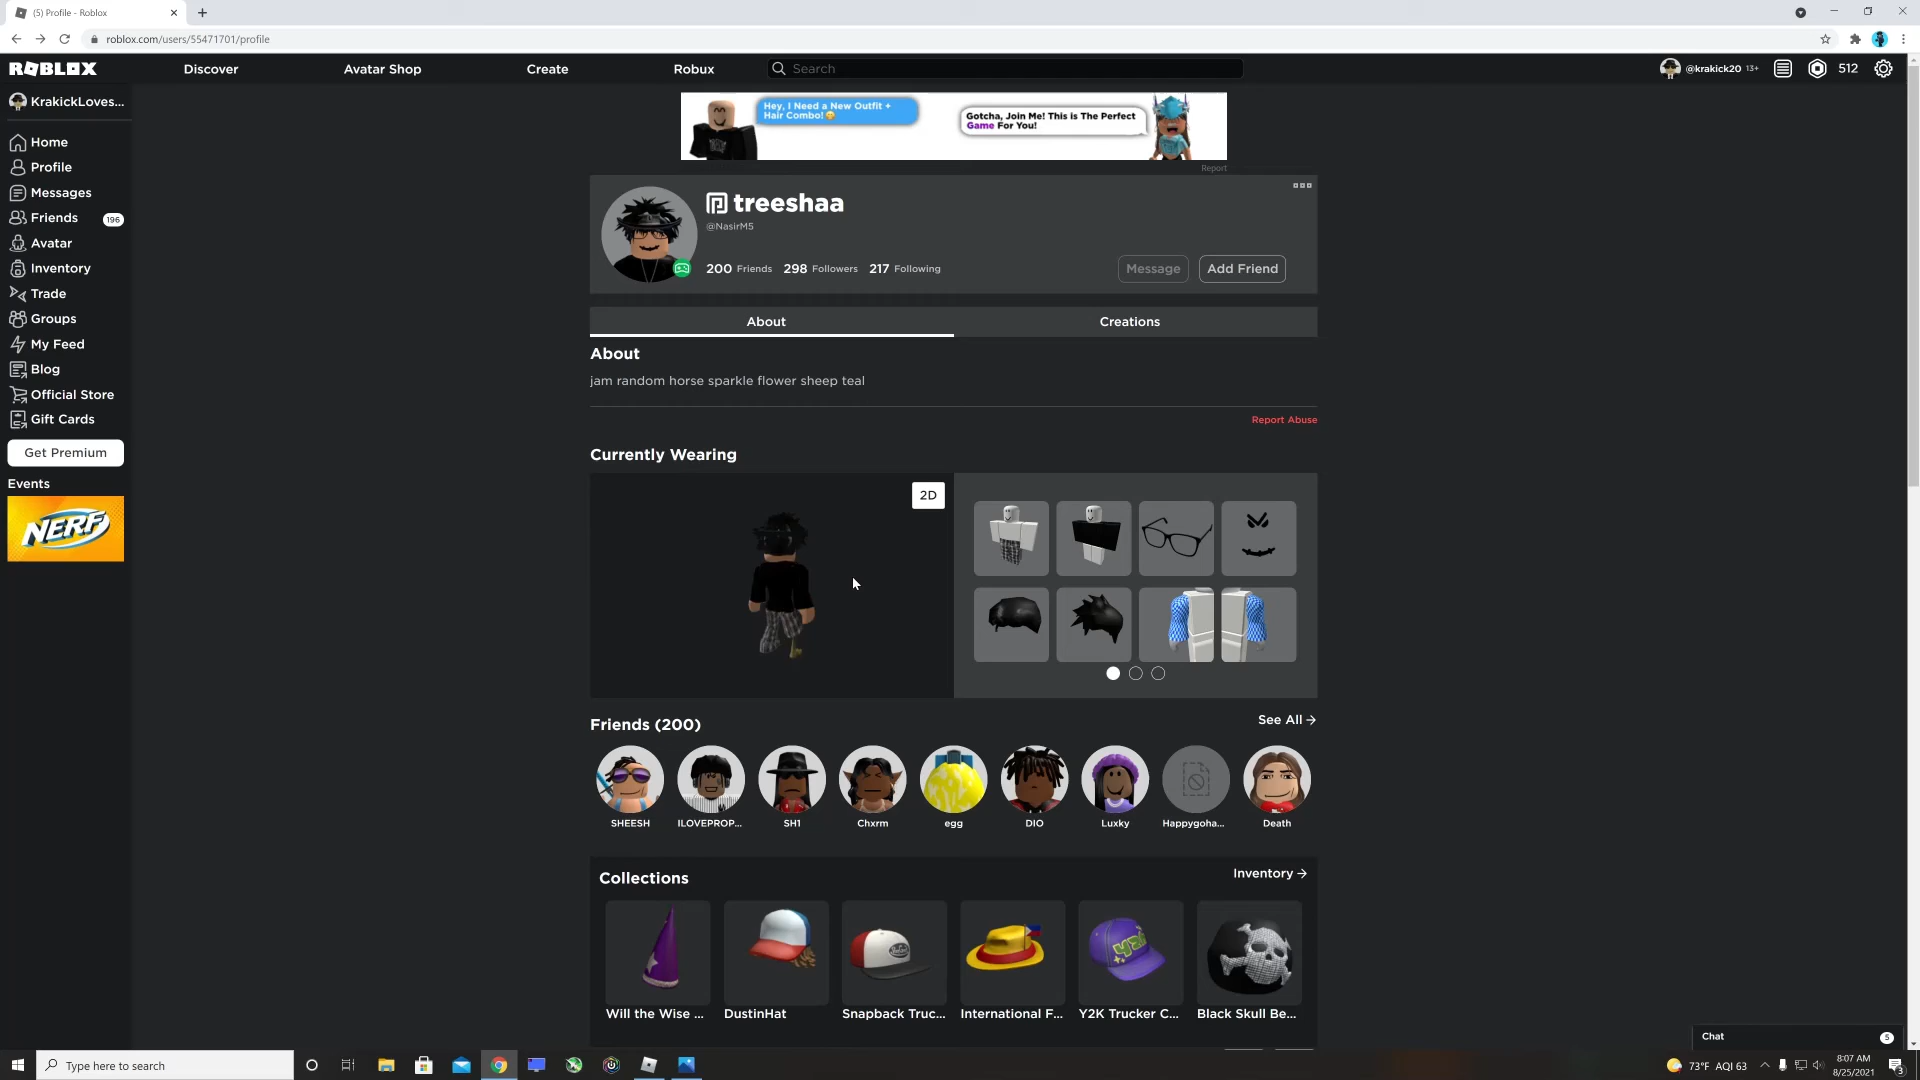 (5) Profile - Roblox
roblox.com/users/55471701/profile
ROBLOX
Discover
Avatar Shop
Create
Robux
Search
@krakick20 13+
512
KrakickLoves...
Home
Profile
Messages
Friends 196
Avatar
Inventory
Trade
Groups
My Feed
Blog
Official Store
Gift Cards
Get Premium
Events
NERF
Hey, I Need a New Outfit +
Hair Combo!
Gotcha, Join Me! This is The Perfect
Game For You!
Report
treeshaa
@NasirM5
200 Friends 298 Followers 217 Following
Message
Add Friend
About
Creations
About
jam random horse sparkle flower sheep teal
Report Abuse
Currently Wearing
2D
Friends (200)
See All →
SHEESH
ILOVEPROP...
SH1
Chxrm
egg
DIO
Luxky
Happygoha...
Death
Collections
Inventory →
Y2K
Will the Wise ...
DustinHat
Snapback Truc...
International F...
Y2K Trucker C...
Black Skull Be...
Chat 5
Type here to search
73°F AQI 63
8:07 AM
8/25/2021
3